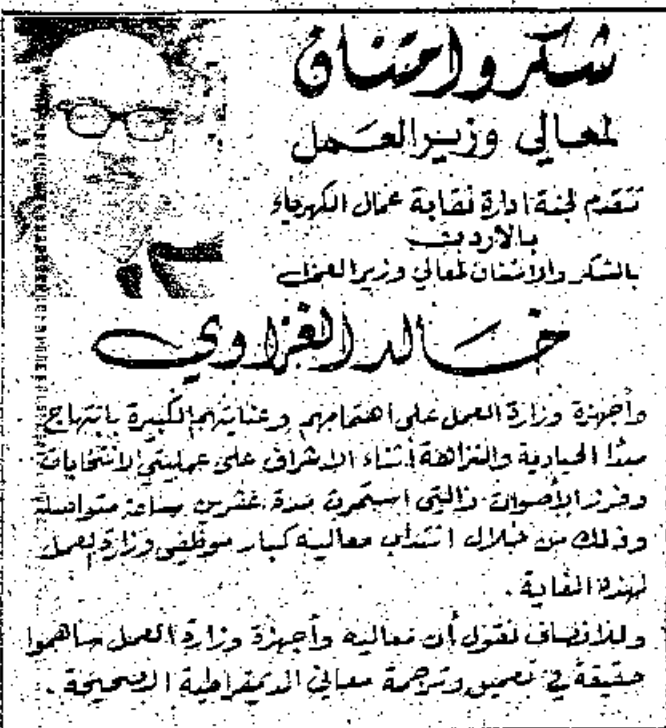 شكر وامتنان
لمعالي وزير العمل
تتقدم لجنة ادارة نقابة عمال الكهرباء
بالاردن
بالشكر والامتنان لمعالي وزير العمل
خالد الغزاوي
وأجهزة وزارة العمل على اهتمامهم وعنايتهم الكبيرة بانتهاج
مبدأ الحيادية والنزاهة أثناء الإشراف على عمليتي الانتخابات
وفرز الأصوات والتي استمرت مدة عشرين ساعة متواصلة
وذلك من خلال انتداب معاليه كبار موظفي وزارة العمل
لهذه الغاية .
وللانصاف نقول أن معاليه وأجهزة وزارة العمل ساهموا
حقيقة في تعميق وترجمة معاني الديمقراطية الصحيحة .